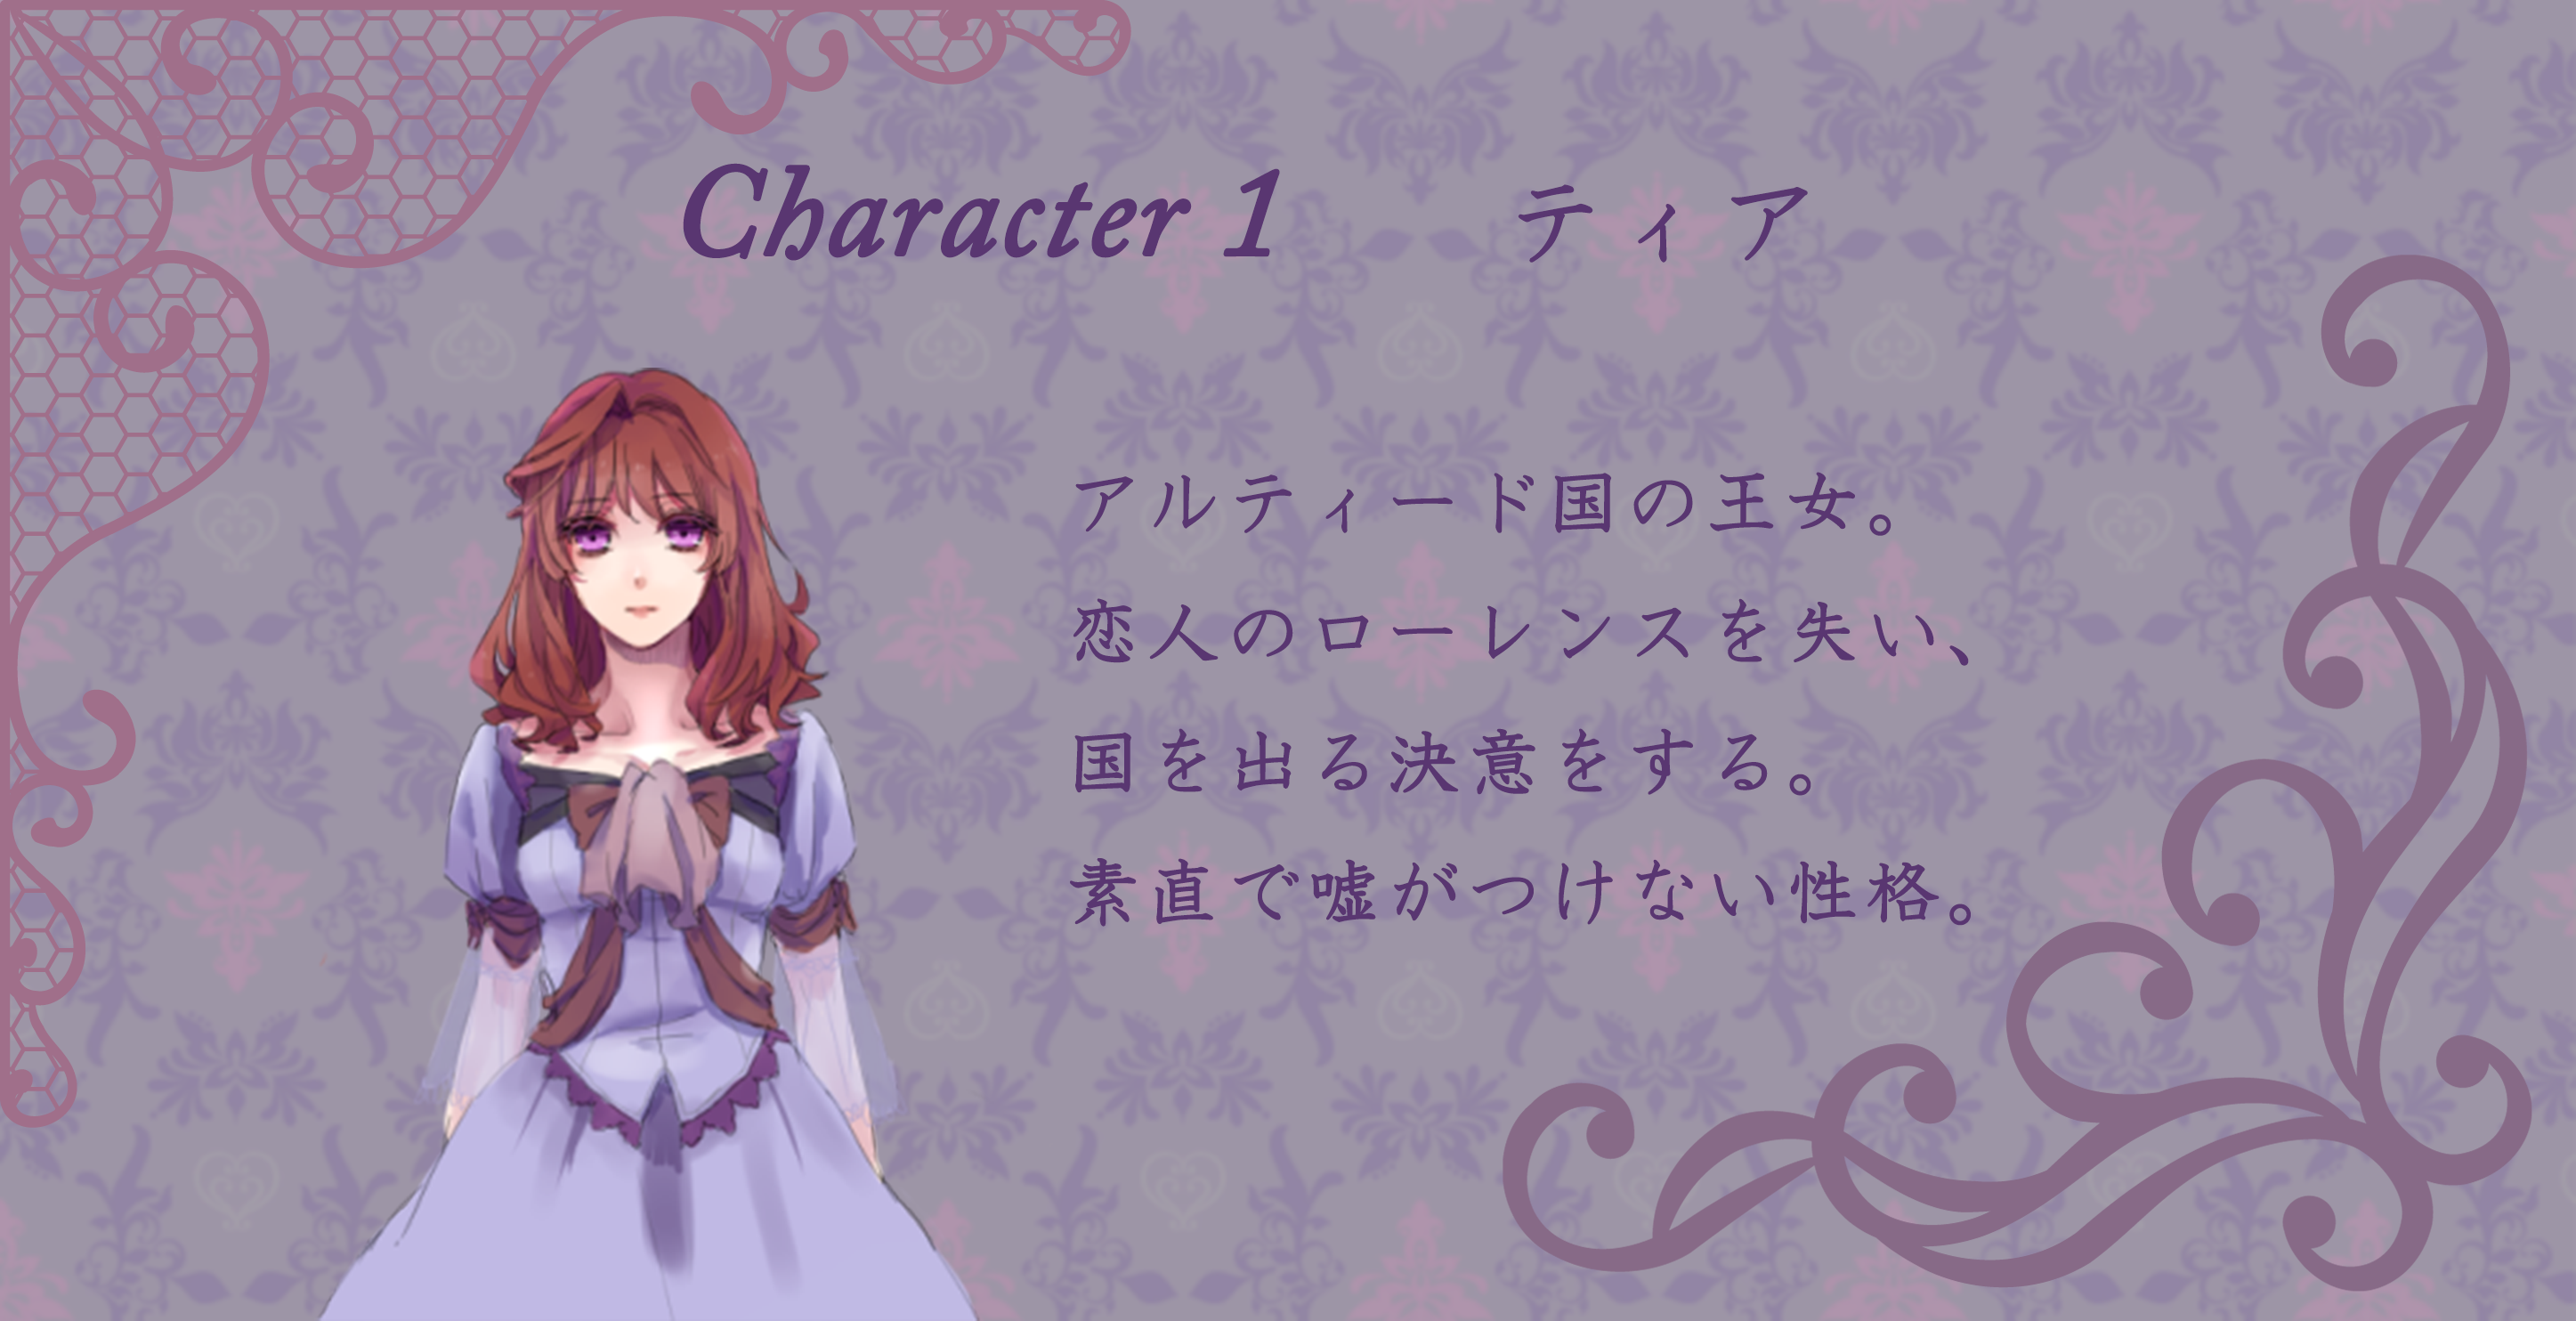 Character 1　ティア
アルティード国の王女。
恋人のローレンスを失い、
国を出る決意をする。
素直で嘘がつけない性格。